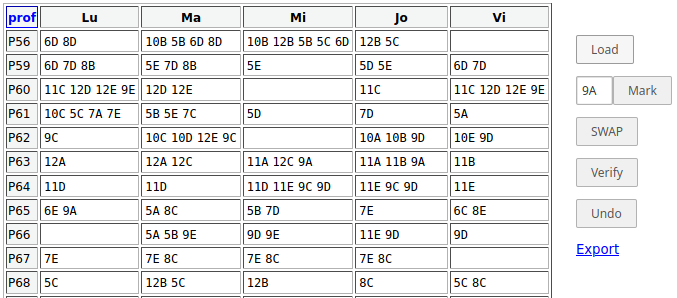 prof Lu Ma Mi Jo Vi
P56 6D 8D 10B 5B 6D 8D 10B 12B 5B 5C 6D 12B 5C
P59 6D 7D 8B 5E 7D 8B 5E 5D 5E 6D 7D
P60 11C 12D 12E 9E 12D 12E 11C 11C 12D 12E 9E
P61 10C 5C 7A 7E 5B 5E 7C 5D 7D 5A
P62 9C 10C 10D 12E 9C 10A 10B 9D 10E 9D
P63 12A 12A 12C 11A 12C 9A 11A 11B 9A 11B
P64 11D 11D 11D 11E 9C 9D 11E 9C 9D 11E
P65 6E 9A 5A 8C 5B 7D 7E 6C 8E
P66 5A 5B 9E 9D 9E 11E 9D 9D
P67 7E 7E 8C 7E 8C 7E 8C
P68 5C 12B 5C 12B 8C 5C 8C
Load
9A Mark
SWAP
Verify
Undo
Export